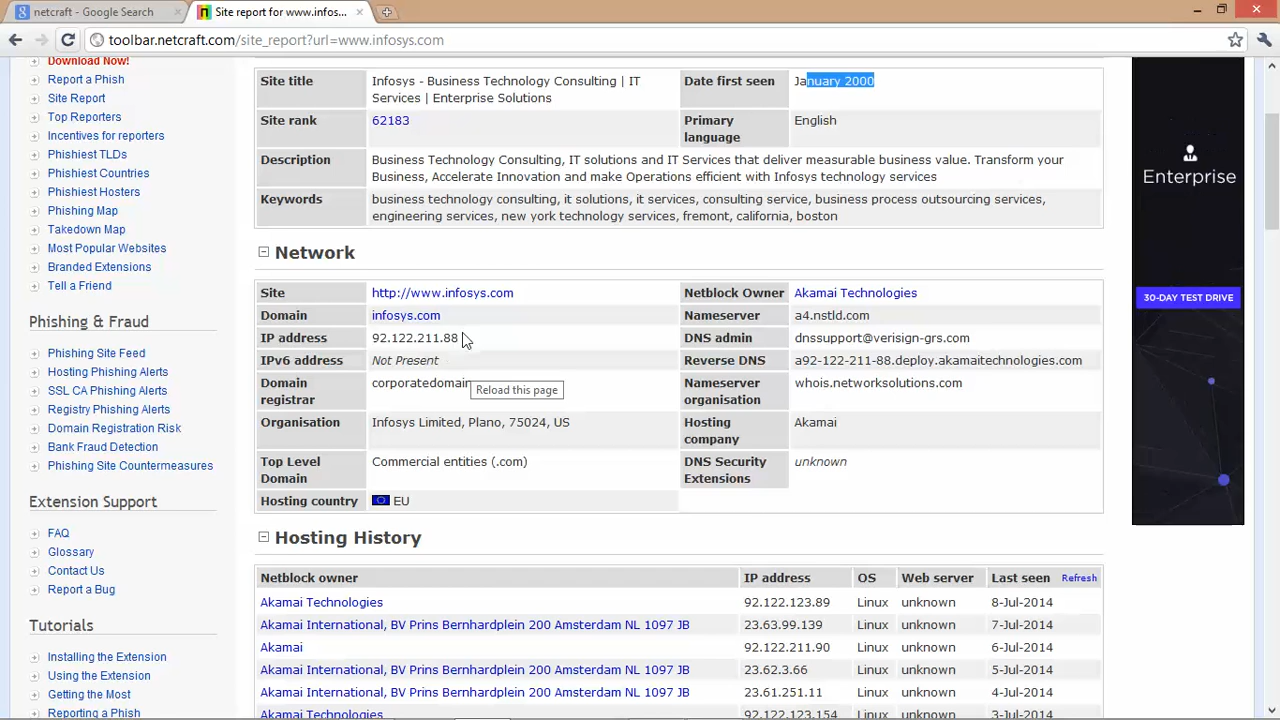 netcraft - Google Search
Site report for www.infos...
toolbar.netcraft.com/site_report?url=www.infosys.com
Download Now!
Report a Phish
Site Report
Top Reporters
Incentives for reporters
Phishiest TLDs
Phishiest Countries
Phishiest Hosters
Phishing Map
Takedown Map
Most Popular Websites
Branded Extensions
Tell a Friend
Phishing & Fraud
Phishing Site Feed
Hosting Phishing Alerts
SSL CA Phishing Alerts
Registry Phishing Alerts
Domain Registration Risk
Bank Fraud Detection
Phishing Site Countermeasures
Extension Support
FAQ
Glossary
Contact Us
Report a Bug
Tutorials
Installing the Extension
Using the Extension
Getting the Most
Reporting a Phish
Site title Infosys - Business Technology Consulting | IT Date first seen January 2000
Services | Enterprise Solutions
Site rank 62183 Primary English
language
Description Business Technology Consulting, IT solutions and IT Services that deliver measurable business value. Transform your
Business, Accelerate Innovation and make Operations efficient with Infosys technology services
Keywords business technology consulting, it solutions, it services, consulting service, business process outsourcing services,
engineering services, new york technology services, fremont, california, boston
Network
Site http://www.infosys.com Netblock Owner Akamai Technologies
Domain infosys.com Nameserver a4.nstld.com
IP address 92.122.211.88 DNS admin dnssupport@verisign-grs.com
IPv6 address Not Present Reverse DNS a92-122-211-88.deploy.akamaitechnologies.com
Domain corporatedomain Nameserver whois.networksolutions.com
registrar organisation
Reload this page
Organisation Infosys Limited, Plano, 75024, US Hosting Akamai
company
Top Level Commercial entities (.com) DNS Security unknown
Domain Extensions
Hosting country EU
Hosting History
Netblock owner IP address OS Web server Last seen Refresh
Akamai Technologies 92.122.123.89 Linux unknown 8-Jul-2014
Akamai International, BV Prins Bernhardplein 200 Amsterdam NL 1097 JB 23.63.99.139 Linux unknown 7-Jul-2014
Akamai 92.122.211.90 Linux unknown 6-Jul-2014
Akamai International, BV Prins Bernhardplein 200 Amsterdam NL 1097 JB 23.62.3.66 Linux unknown 5-Jul-2014
Akamai International, BV Prins Bernhardplein 200 Amsterdam NL 1097 JB 23.61.251.11 Linux unknown 4-Jul-2014
Akamai Technologies 92.122.123.154 Linux unknown 3-Jul-2014
Enterprise
30-DAY TEST DRIVE